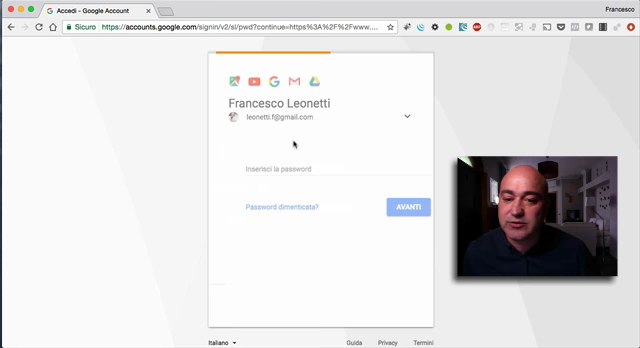 Accedi - Google Account
Francesco
Sicuro
https://accounts.google.com/signin/v2/sl/pwd?continue=https%3A%2F%2Fwww....
Francesco Leonetti
leonetti.f@gmail.com
Inserisci la password
Password dimenticata?
AVANTI
Italiano
Guida
Privacy
Termini